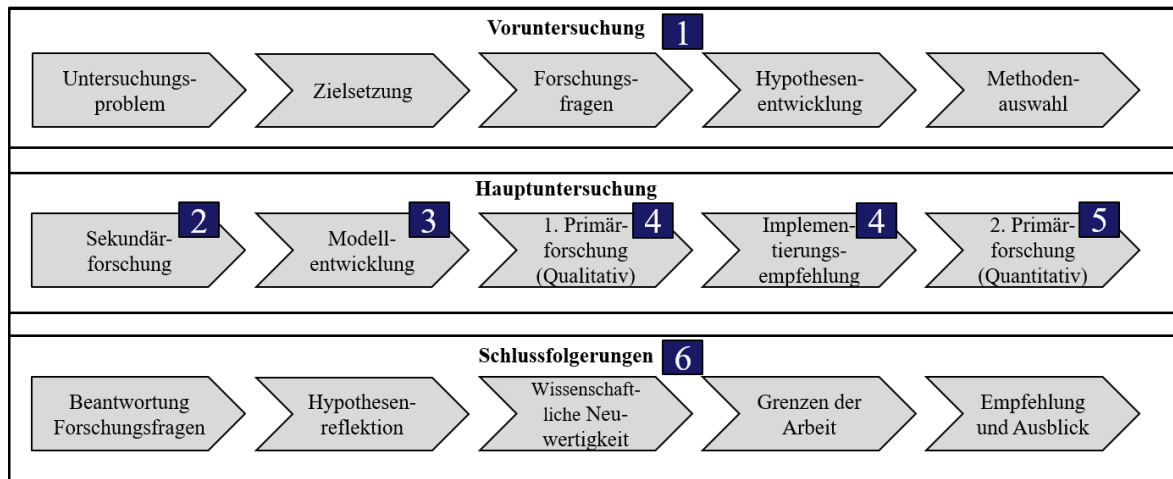 Voruntersuchung 1
Untersuchungs-
problem
Zielsetzung
Forschungs-
fragen
Hypothesen-
entwicklung
Methoden-
auswahl
Hauptuntersuchung
2
Sekundär-
forschung
3
Modell-
entwicklung
4
1. Primär-
forschung
(Qualitativ)
4
Implemen-
tierungs-
empfehlung
5
2. Primär-
forschung
(Quantitativ)
Schlussfolgerungen 6
Beantwortung
Forschungsfragen
Hypothesen-
reflektion
Wissenschaft-
liche Neu-
wertigkeit
Grenzen der
Arbeit
Empfehlung
und Ausblick